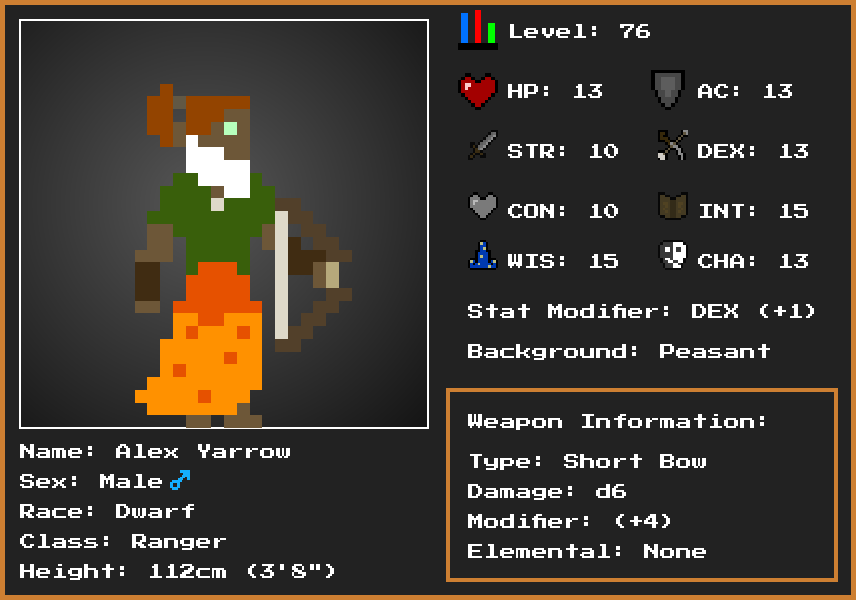 Level: 76
HP: 13 AC: 13
STR: 10 DEX: 13
CON: 10 INT: 15
WIS: 15 CHA: 13
Stat Modifier: DEX (+1)
Background: Peasant
Weapon Information:
Type: Short Bow
Damage: d6
Modifier: (+4)
Elemental: None
Name: Alex Yarrow
Sex: Male ♂
Race: Dwarf
Class: Ranger
Height: 112cm (3'8")